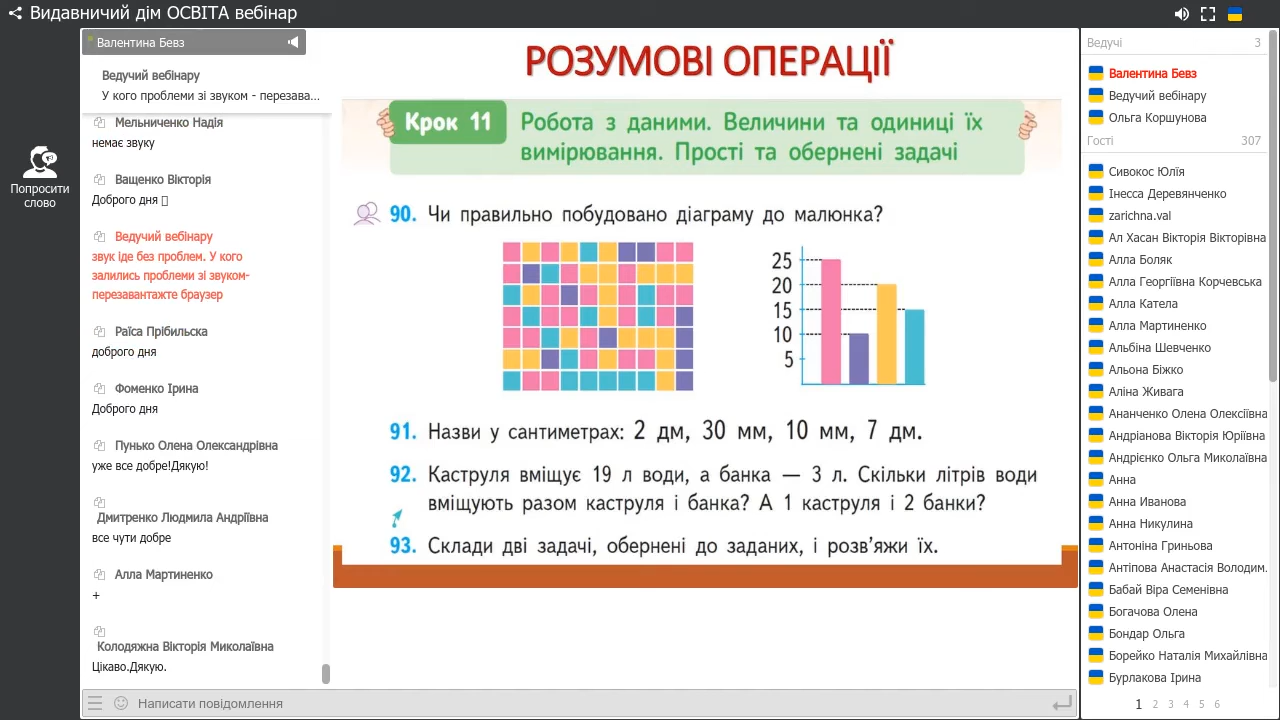 Видавничий дім ОСВІТА вебінар
Попросити
слово
Валентина Бевз
Ведучий вебінару
У кого проблеми зі звуком - перезава...
Мельниченко Надія
немає звуку
Ващенко Вікторія
Доброго дня
Ведучий вебінару
звук іде без проблем. У кого
залились проблеми зі звуком-
перезавантажте браузер
Раїса Прібильска
доброго дня
Фоменко Ірина
Доброго дня
Пунько Олена Олександрівна
уже все добре!Дякую!
Дмитренко Людмила Андріївна
все чути добре
Алла Мартиненко
+
Колодяжна Вікторія Миколаївна
Цікаво.Дякую.
Написати повідомлення
РОЗУМОВІ ОПЕРАЦІЇ
Крок 11
Робота з даними. Величини та одиниці їх
вимірювання. Прості та обернені задачі
90. Чи правильно побудовано діаграму до малюнка?
25
20
15
10
5
91. Назви у сантиметрах: 2 дм, 30 мм, 10 мм, 7 дм.
92. Каструля вміщує 19 л води, а банка — 3 л. Скільки літрів води
вміщують разом каструля і банка? А 1 каструля і 2 банки?
93. Склади дві задачі, обернені до заданих, і розв’яжи їх.
Ведучі 3
Валентина Бевз
Ведучий вебінару
Ольга Коршунова
Гості 307
Сивокос Юлїя
Інесса Деревянченко
zarichna.val
Ал Хасан Вікторія Вікторівна
Алла Боляк
Алла Георгіївна Корчевська
Алла Катела
Алла Мартиненко
Альбіна Шевченко
Альона Біжко
Аліна Живага
Ананченко Олена Олексіївна
Андріанова Вікторія Юріївна
Андрієнко Ольга Миколаївна
Анна
Анна Иванова
Анна Никулина
Антоніна Гриньова
Антіпова Анастасія Володим.
Бабай Віра Семенівна
Богачова Олена
Бондар Ольга
Борейко Наталія Михайлівна
Бурлакова Ірина
1 2 3 4 5 6